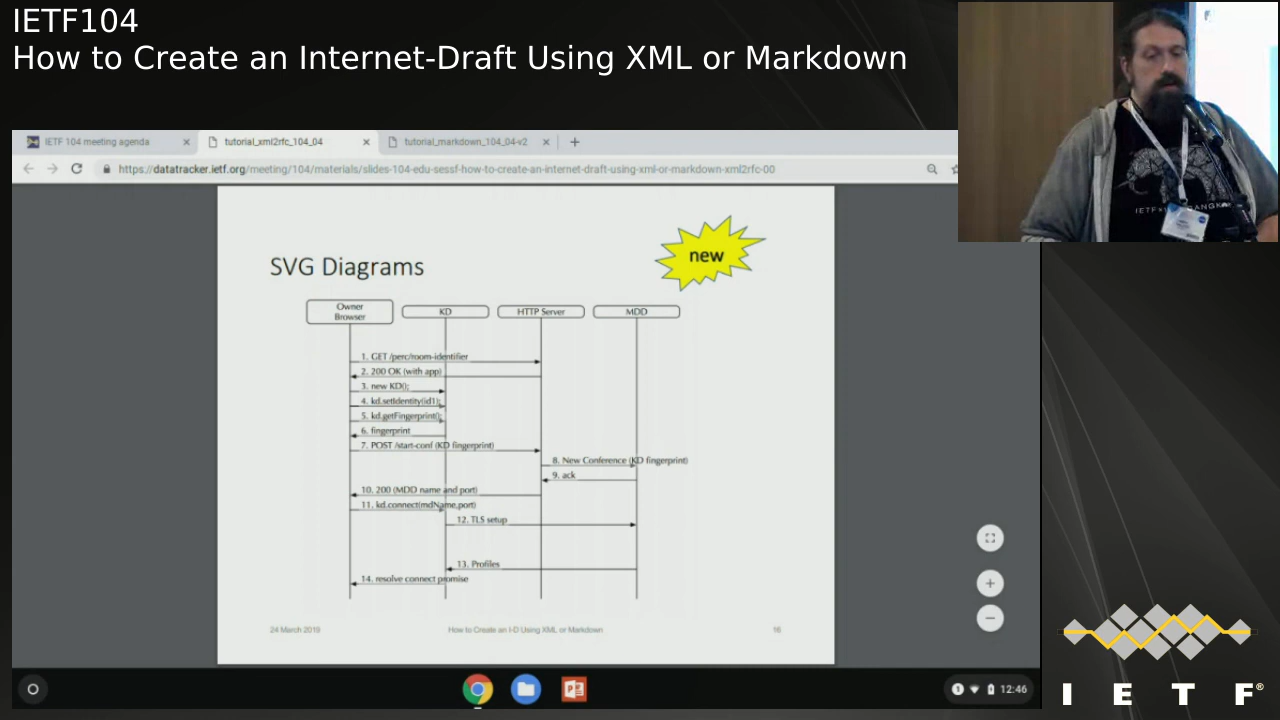 IETF104
How to Create an Internet-Draft Using XML or Markdown
IETF 104 meeting agenda
tutorial_xml2rfc_104_04
tutorial_markdown_104_04-v2
https://datatracker.ietf.org/meeting/104/materials/slides-104-edu-sessf-how-to-create-an-internet-draft-using-xml-or-markdown-xml2rfc-00
new
SVG Diagrams
Owner
Browser
KD
HTTP Server
MDD
1. GET /perc/room-identifier
2. 200 OK (with app)
3. new KD();
4. kd.setIdentity(id1);
5. kd.getFingerprint();
6. fingerprint
7. POST /start-conf (KD fingerprint)
8. New Conference (KD fingerprint)
9. ack
10. 200 (MDD name and port)
11. kd.connect(mdName,port)
12. TLS setup
13. Profiles
14. resolve connect promise
24 March 2019
How to Create an I-D Using XML or Markdown
16
1
12:46
I E T F®